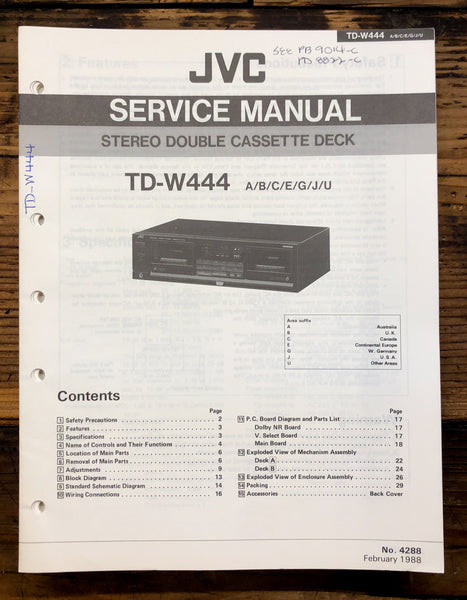 TD-W444 A/B/C/E/G/J/U
SEE PB 9014-C
MD 8822-C
JVC
SERVICE MANUAL
STEREO DOUBLE CASSETTE DECK
TD-W444
TD-W444 A/B/C/E/G/J/U
Area suffix
A Australia
B U.K.
C Canada
E Continental Europe
G W. Germany
J U.S.A.
U Other Areas
Contents
Page
1 Safety Precautions 2
2 Features 3
3 Specifications 3
4 Name of Controls and Their Functions 4
5 Location of Main Parts 6
6 Removal of Main Parts 6
7 Adjustments 9
8 Block Diagram 13
9 Standard Schematic Diagram 14
10 Wiring Connections 16
Page
11 P.C. Board Diagram and Parts List 17
Dolby NR Board 17
V. Select Board 17
Main Board 18
12 Exploded View of Mechanism Assembly
Deck A 22
Deck B 24
13 Exploded View of Enclosure Assembly 26
14 Packing 29
15 Accessories Back Cover
No. 4288
February 1988